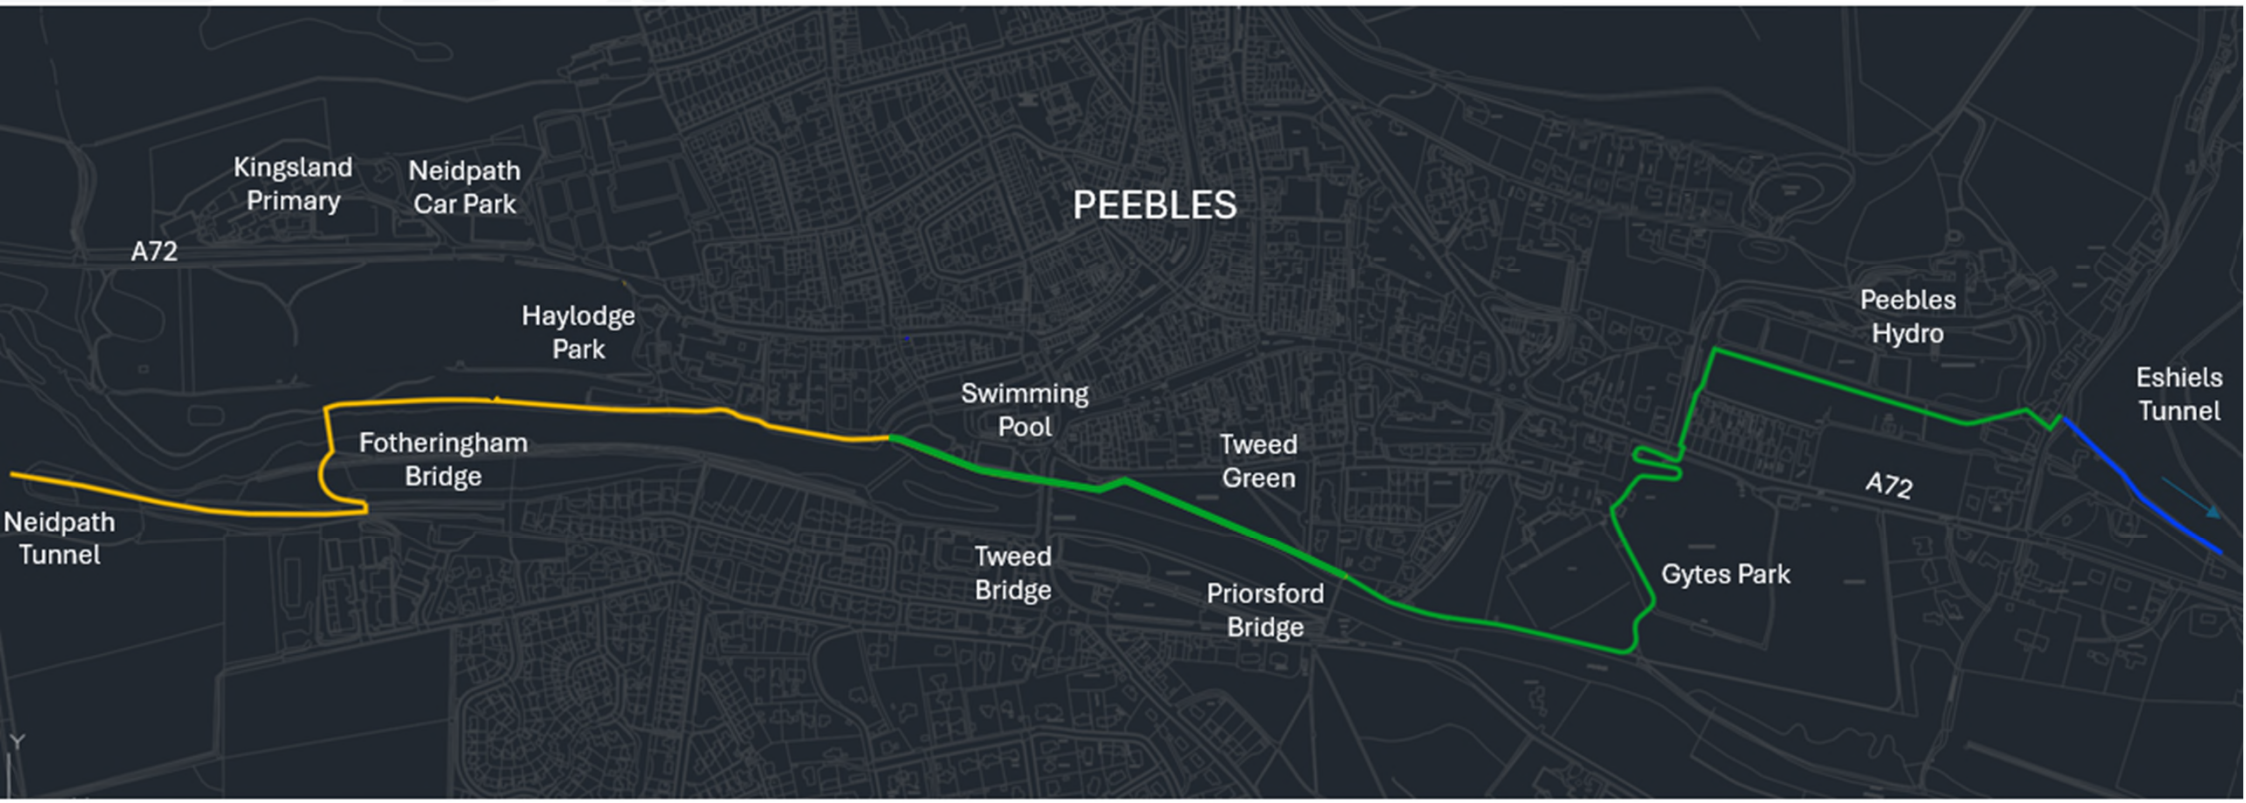 Kingsland
Primary
Neidpath
Car Park
PEEBLES
A72
Haylodge
Park
Peebles
Hydro
Swimming
Pool
Eshiels
Tunnel
Fotheringham
Bridge
Tweed
Green
A72
Neidpath
Tunnel
Tweed
Bridge
Priorsford
Bridge
Gytes Park
Y